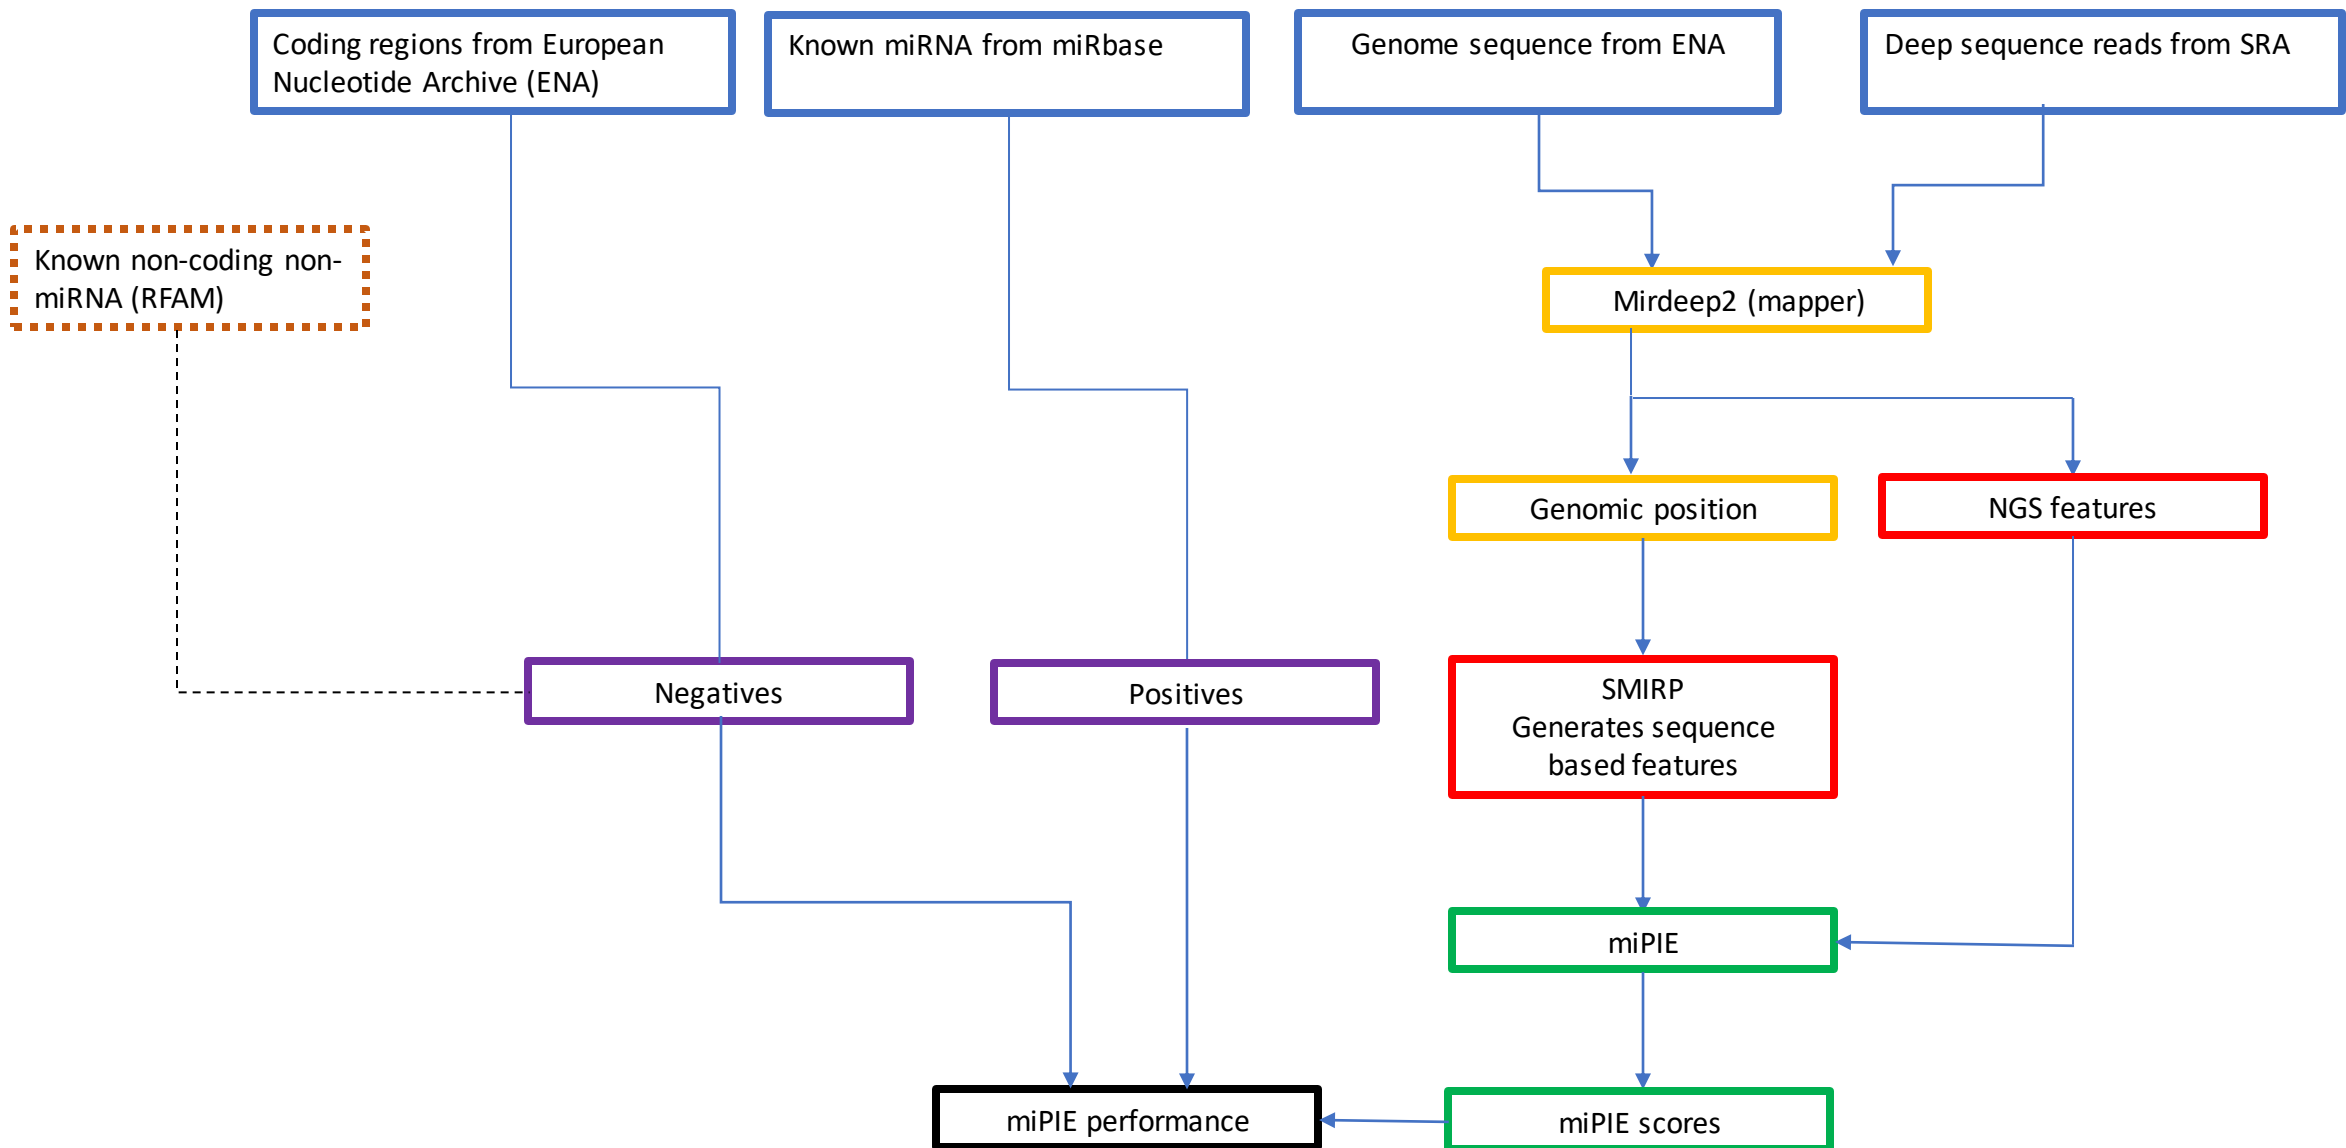 Coding regions from European
Nucleotide Archive (ENA)
Known miRNA from miRbase
Genome sequence from ENA
Deep sequence reads from SRA
Known non-coding non-
miRNA (RFAM)
Mirdeep2 (mapper)
Genomic position
NGS features
Negatives
Positives
SMIRP
Generates sequence
based features
miPIE
miPIE performance
miPIE scores